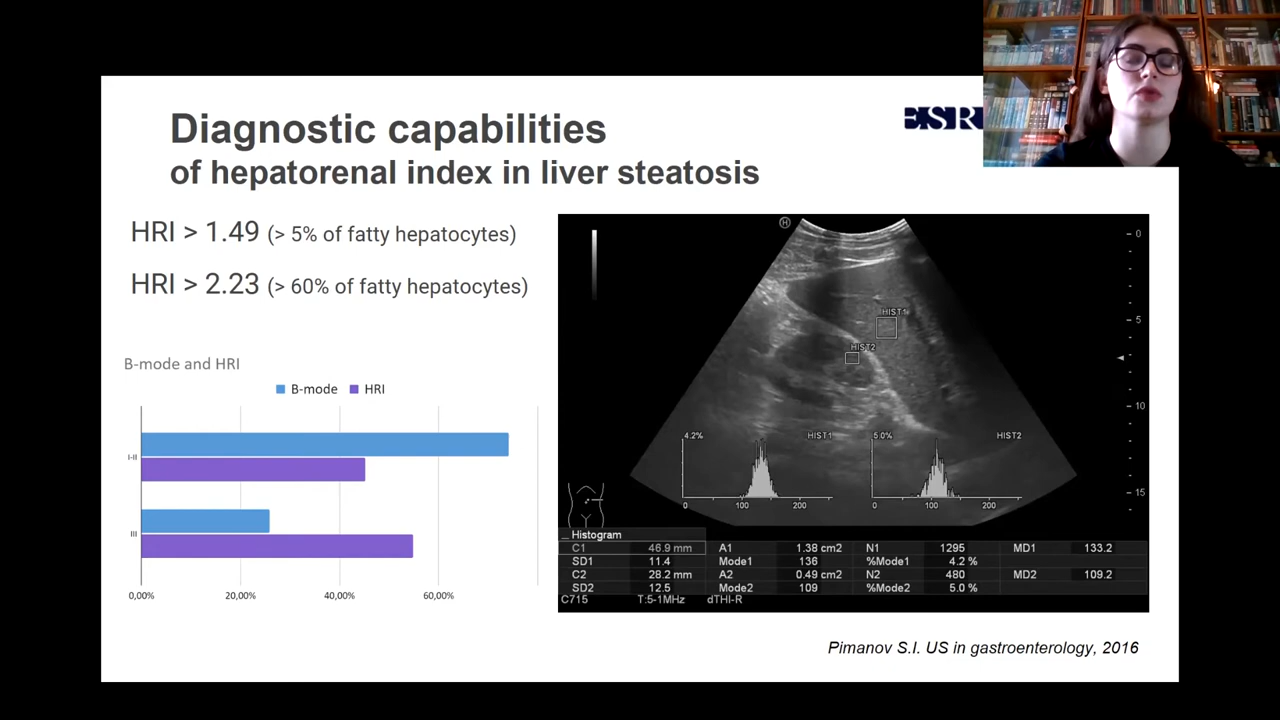 Diagnostic capabilities
of hepatorenal index in liver steatosis
ESR
HRI > 1.49 (> 5% of fatty hepatocytes)
HRI > 2.23 (> 60% of fatty hepatocytes)
B-mode and HRI
B-mode HRI
I-II
III
0,00% 20,00% 40,00% 60,00%
H
0
5
10
15
HIST1
HIST2
4.2% HIST1
100 200
5.0% HIST2
100 200
Histogram
C1 46.9 mm A1 1.38 cm2 N1 1295 MD1 133.2
SD1 11.4 Mode1 136 %Mode1 4.2 %
C2 28.2 mm A2 0.49 cm2 N2 480 MD2 109.2
SD2 12.5 Mode2 109 %Mode2 5.0 %
C715 T:5-1MHz dTHI-R
Pimanov S.I. US in gastroenterology, 2016